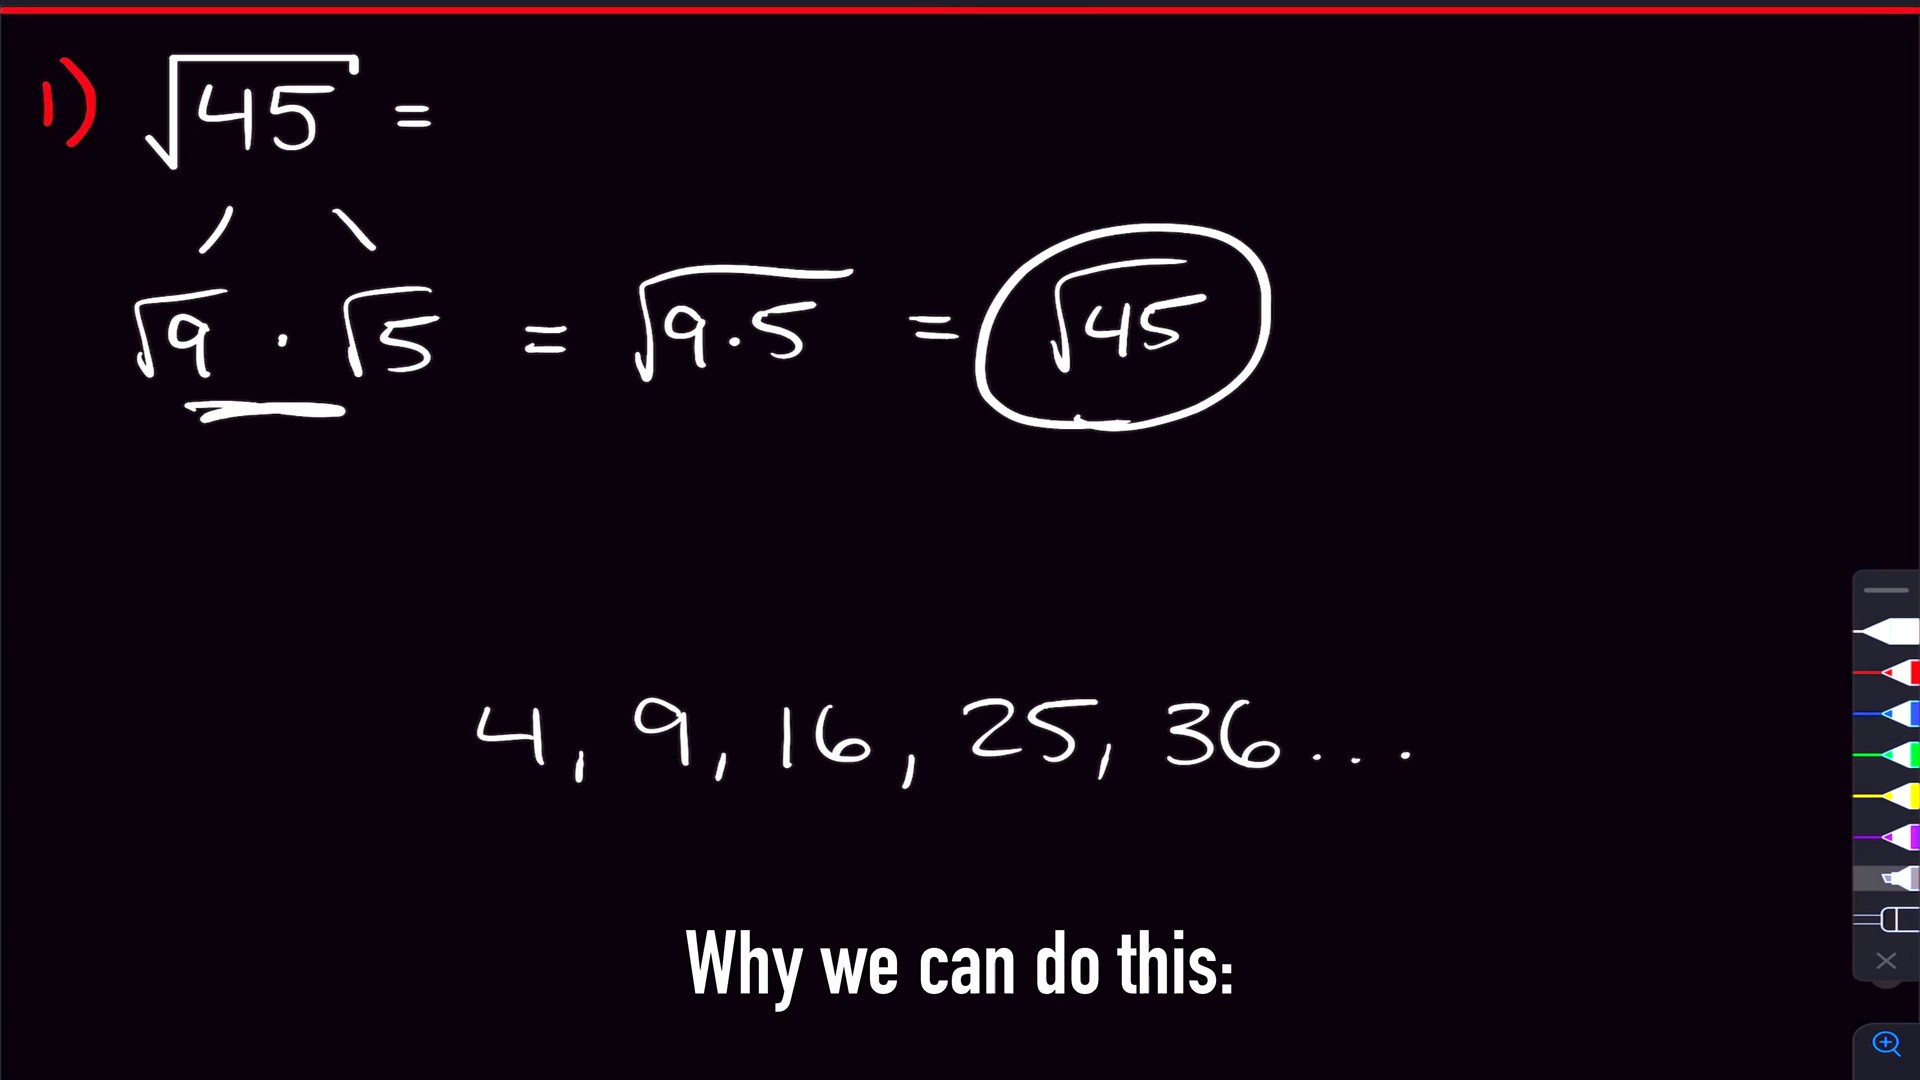 1) √45 =
√9 · √5 = √9·5 = √45
4, 9, 16, 25, 36...
Why we can do this: